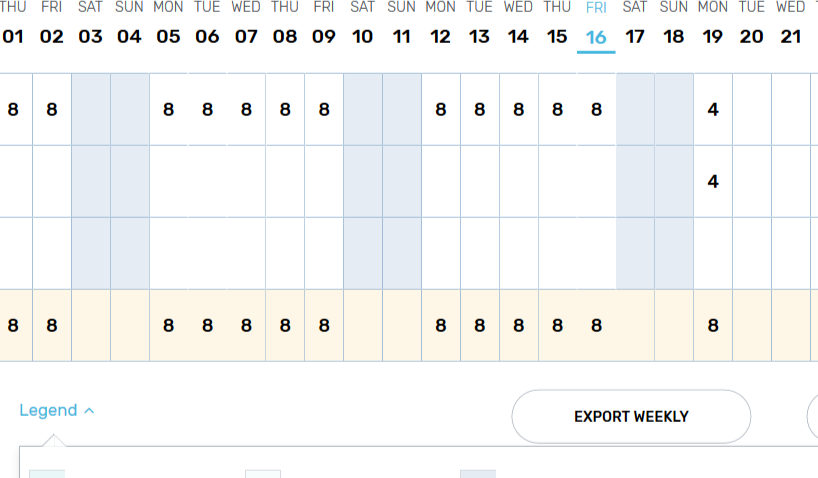 THU FRI SAT SUN MON TUE WED THU FRI SAT SUN MON TUE WED THU FRI SAT SUN MON TUE WED
01 02 03 04 05 06 07 08 09 10 11 12 13 14 15 16 17 18 19 20 21
8 8 8 8 8 8 8 8 8 8 8 8 4
4
8 8 8 8 8 8 8 8 8 8 8 8 8
Legend
EXPORT WEEKLY